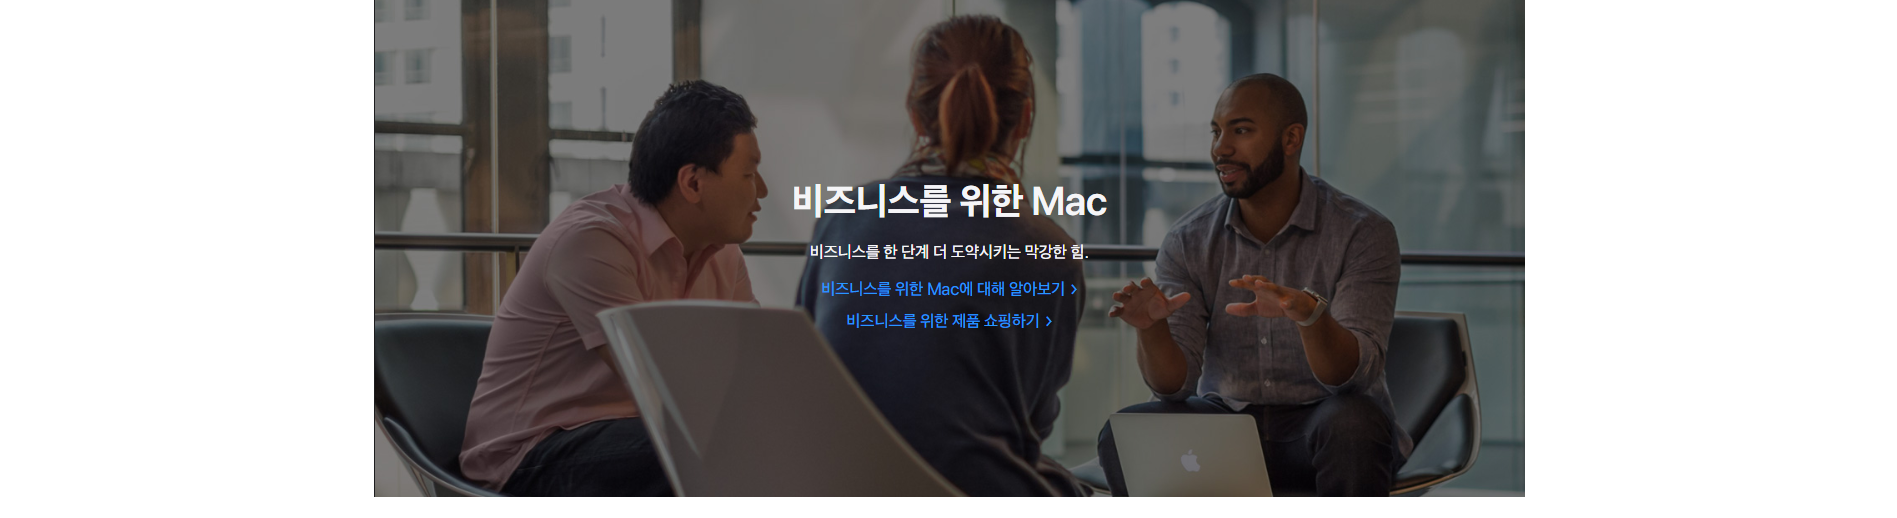 비즈니스를 위한 Mac
비즈니스를 한 단계 더 도약시키는 막강한 힘.
비즈니스를 위한 Mac에 대해 알아보기 >
비즈니스를 위한 제품 쇼핑하기 >